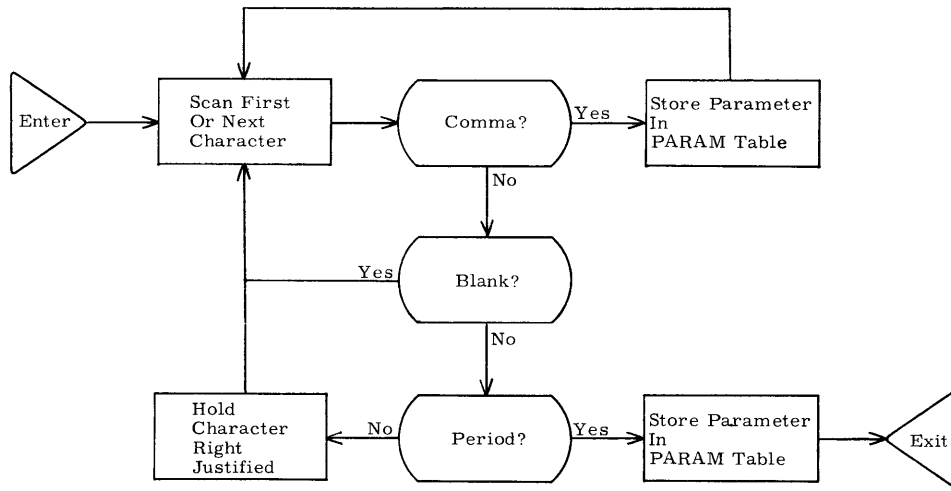 Enter
Scan First
Or Next
Character
Comma?
Yes
Store Parameter
In
PARAM Table
No
Yes
Blank?
No
Hold
Character
Right
Justified
No
Period?
Yes
Store Parameter
In
PARAM Table
Exit